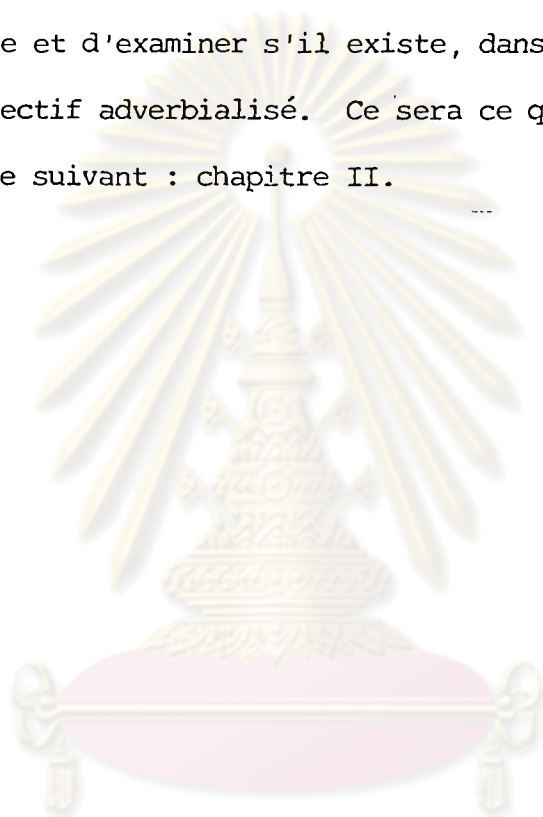 e et d'examiner s'il existe, dans
ectif adverbialisé. Ce sera ce q
e suivant : chapitre II.